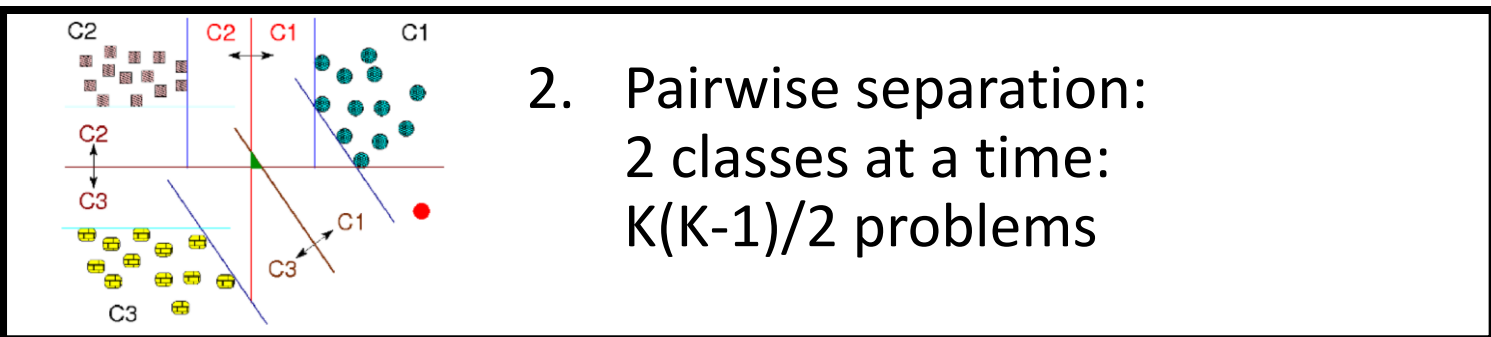 C2 C2 C1 C1
C2
C3
C1
C3
C3
2. Pairwise separation:
2 classes at a time:
K(K-1)/2 problems